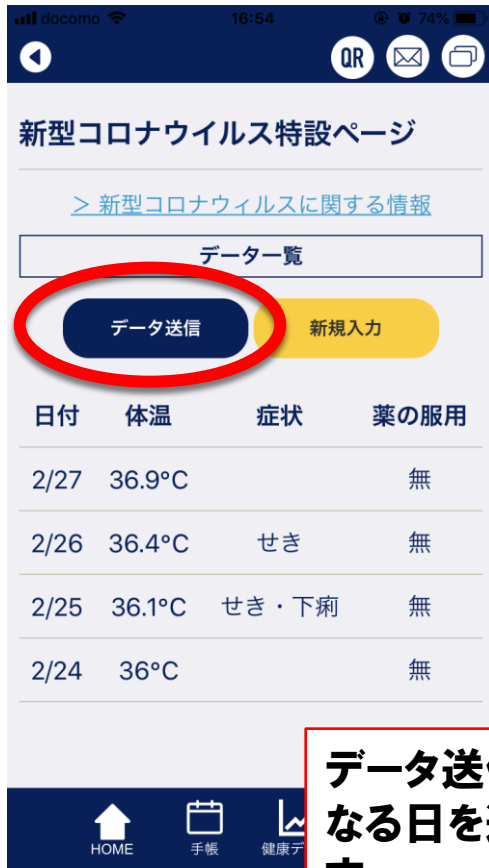 docomo 16:54 74%
QR
新型コロナウイルス特設ページ
＞ 新型コロナウィルスに関する情報
データ一覧
データ送信 新規入力
日付 体温 症状 薬の服用
2/27 36.9°C 無
2/26 36.4°C せき 無
2/25 36.1°C せき・下痢 無
2/24 36°C 無
データ送
なる日を
HOME 手帳 健康デ